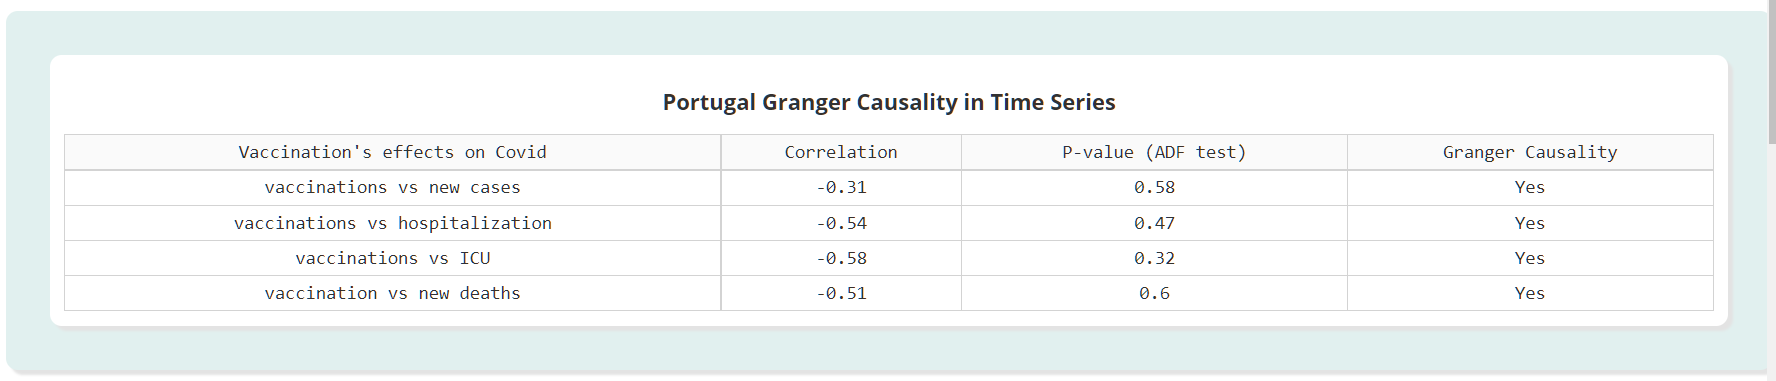 Portugal Granger Causality in Time Series
Vaccination's effects on Covid Correlation P-value (ADF test) Granger Causality
vaccinations vs new cases -0.31 0.58 Yes
vaccinations vs hospitalization -0.54 0.47 Yes
vaccinations vs ICU -0.58 0.32 Yes
vaccination vs new deaths -0.51 0.6 Yes